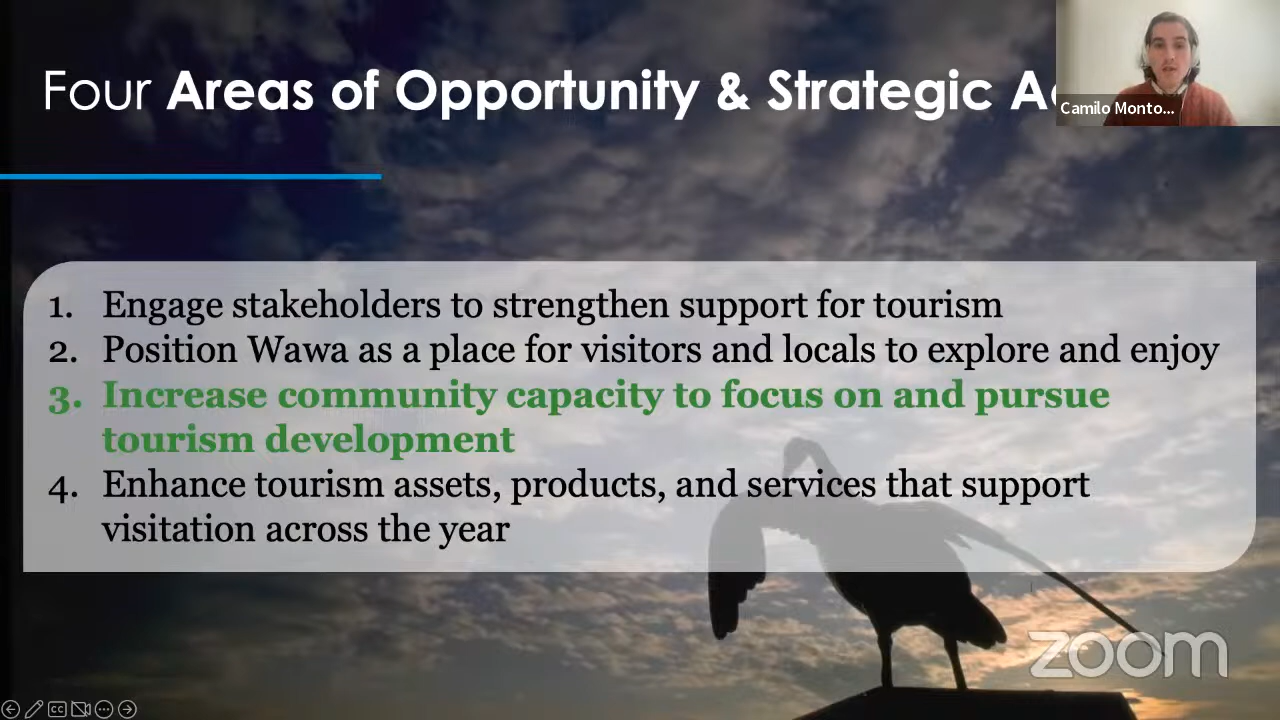 Four Areas of Opportunity & Strategic
Camilo Monto...
1. Engage stakeholders to strengthen support for tourism
2. Position Wawa as a place for visitors and locals to explore and enjoy
3. Increase community capacity to focus on and pursue
tourism development
4. Enhance tourism assets, products, and services that support
visitation across the year
zoom
CC